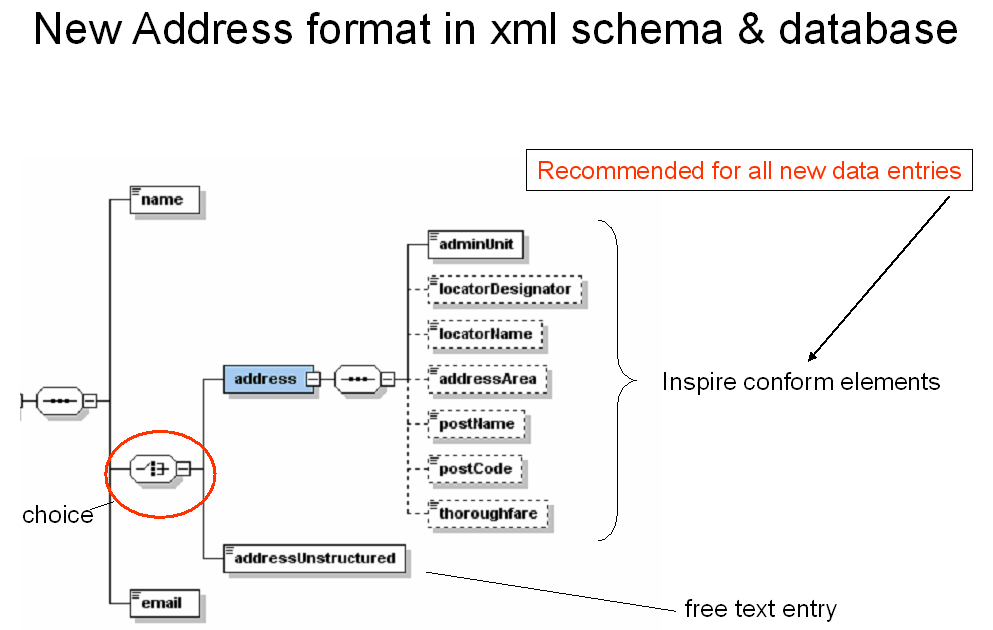 New Address format in xml schema & database
Recommended for all new data entries
name
adminUnit
locatorDesignator
locatorName
address
addressArea
Inspire conform elements
postName
postCode
choice
thoroughfare
addressUnstructured
email
free text entry